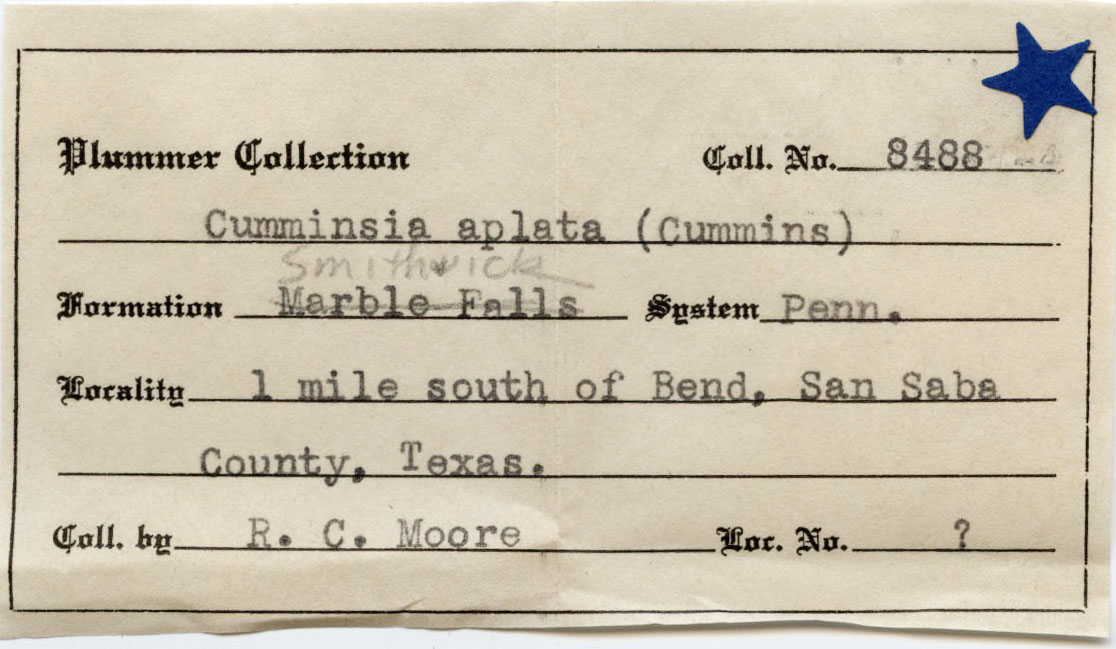 Plummer Collection Coll. No. 8488
Cumminsia aplata (Cummins)
Smithwick
Formation Marble Falls System Penn.
Locality 1 mile south of Bend, San Saba
County, Texas.
Coll. by R. C. Moore Loc. No. ?